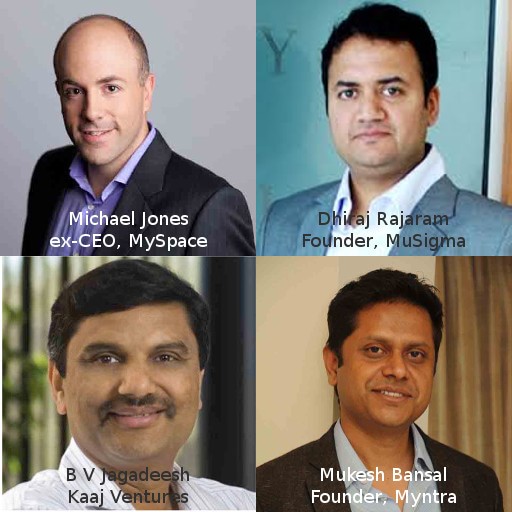 Michael Jones
ex-CEO, MySpace
Y
Dhiraj Rajaram
Founder, MuSigma
B V Jagadeesh
Kaaj Ventures
Mukesh Bansal
Founder, Myntra